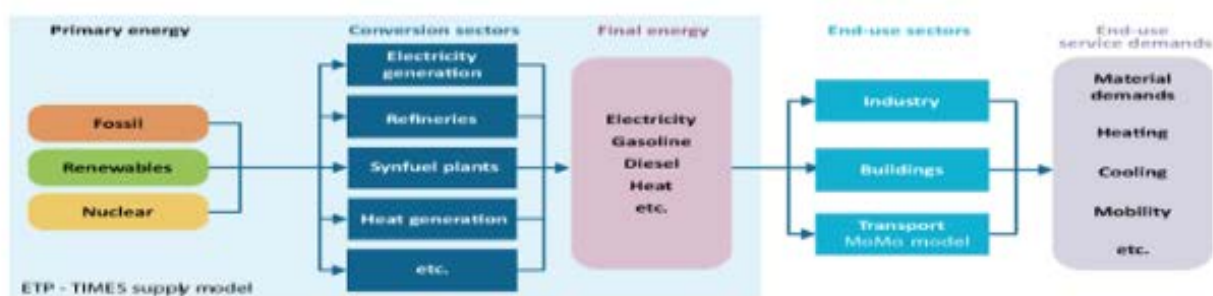 Primary energy
Conversion sectors
Final energy
End-use sectors
End-use
service demands
Fossil
Renewables
Nuclear
Electricity
generation
Refineries
Synfuel plants
Heat generation
etc.
Electricity
Gasoline
Diesel
Heat
etc.
Industry
Buildings
Transport
MoMo model
Material
demands
Heating
Cooling
Mobility
etc.
ETP - TIMES supply model